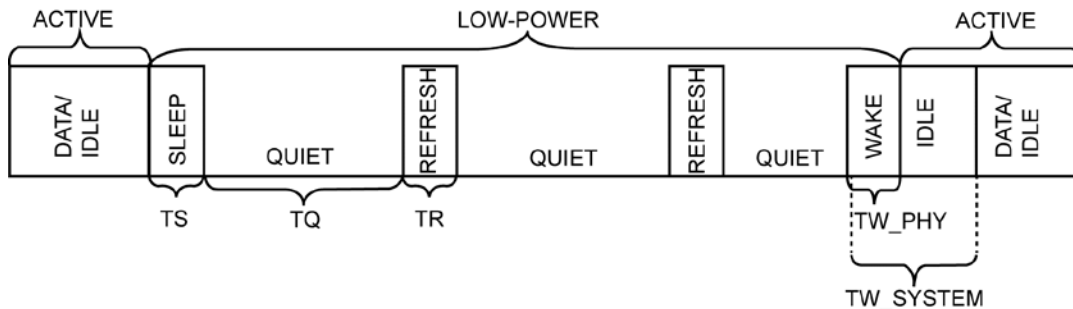 ACTIVE
LOW-POWER
ACTIVE
DATA/
IDLE
SLEEP
QUIET
REFRESH
QUIET
REFRESH
QUIET
WAKE
IDLE
DATA/
IDLE
TS
TQ
TR
TW_PHY
TW_SYSTEM